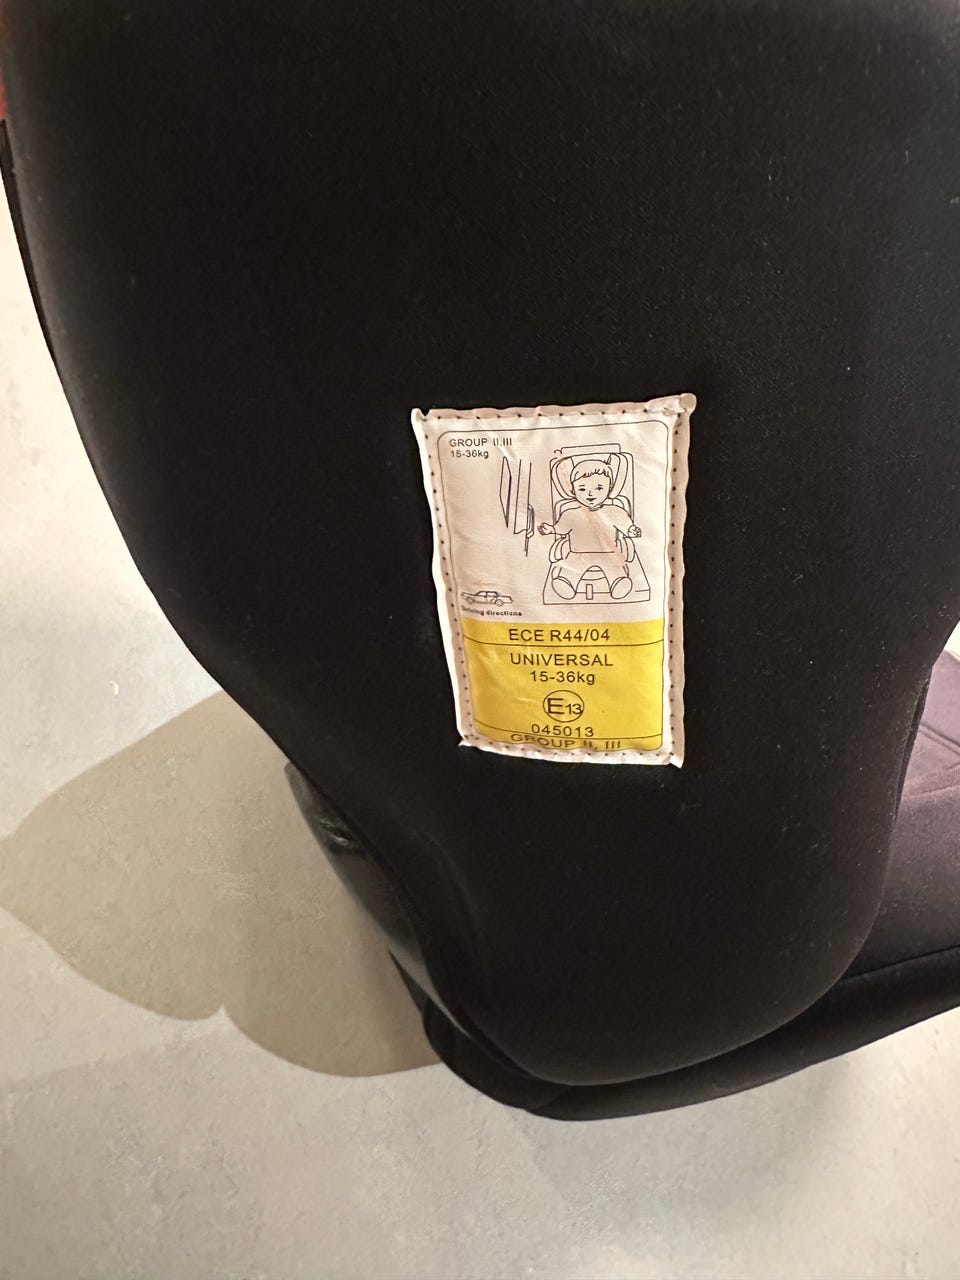 GROUP II.III
15-36kg
driving directions
ECE R44/04
UNIVERSAL
15-36kg
E13
045013
GROUP II, III